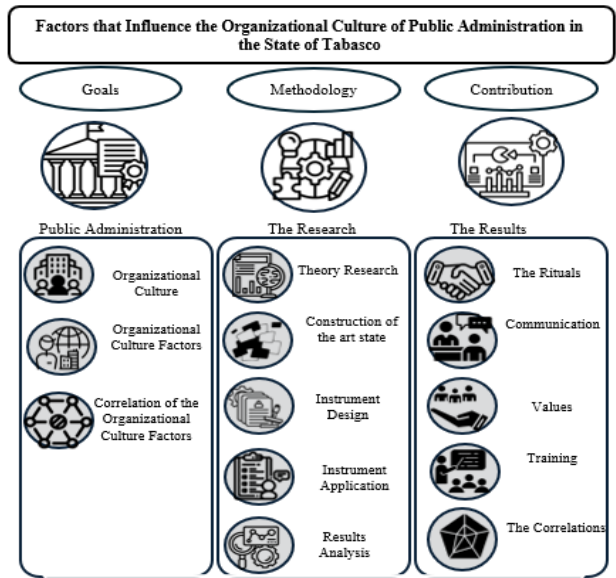 Factors that Influence the Organizational Culture of Public Administration in
the State of Tabasco
Goals
Methodology
Contribution
Public Administration
The Research
The Results
Organizational
Culture
Organizational
Culture Factors
Correlation of the
Organizational
Culture Factors
Theory Research
Construction of
the art state
Instrument
Design
Instrument
Application
Results
Analysis
The Rituals
Communication
Values
Training
The Correlations